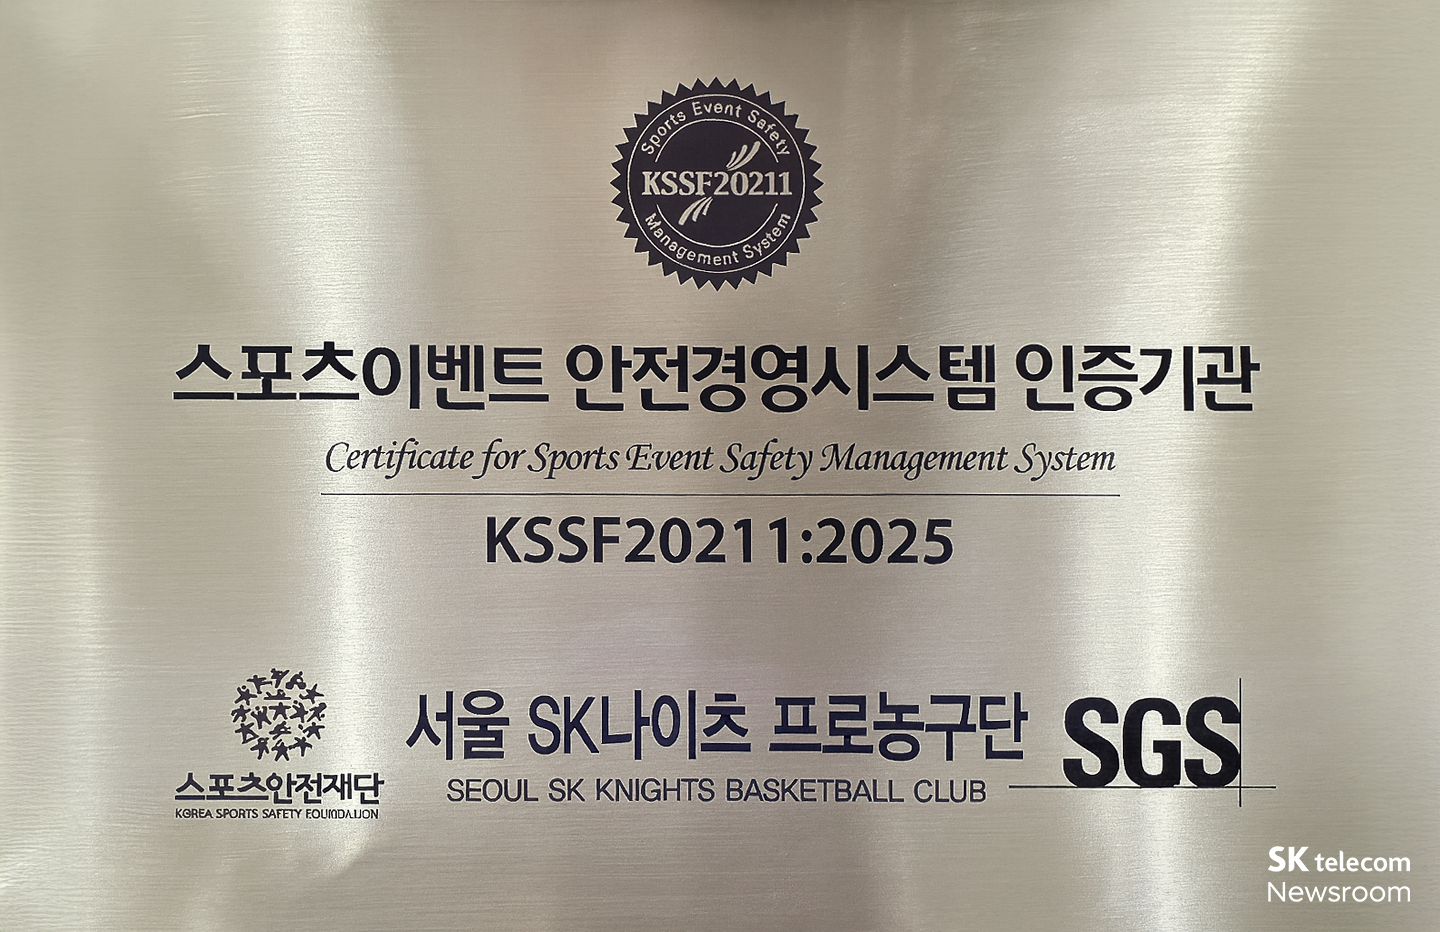 Sports Event Safety
KSSF20211
Management System
스포츠이벤트 안전경영시스템 인증기관
Certificate for Sports Event Safety Management System
KSSF20211:2025
스포츠안전재단
KOREA SPORTS SAFETY FOUNDATION
서울 SK나이츠 프로농구단
SEOUL SK KNIGHTS BASKETBALL CLUB
SGS
SK telecom
Newsroom